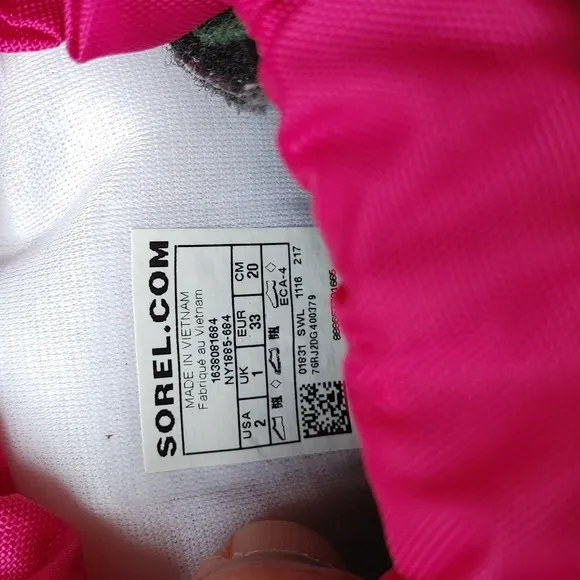 SOREL.COM
MADE IN VIETNAM
Fabriqué au Vietnam
1638081684
NY1885-684
USA UK EUR CM
2 1 33 20
ECA-4
01831 SWL 1116 217
76RJ2DG400379